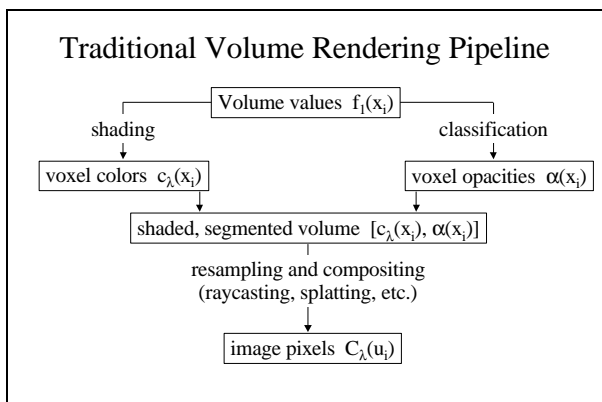 Traditional Volume Rendering Pipeline
Volume values f₁(xᵢ)
shading
classification
voxel colors c_λ(xᵢ)
voxel opacities α(xᵢ)
shaded, segmented volume [c_λ(xᵢ), α(xᵢ)]
resampling and compositing
(raycasting, splatting, etc.)
image pixels C_λ(uᵢ)